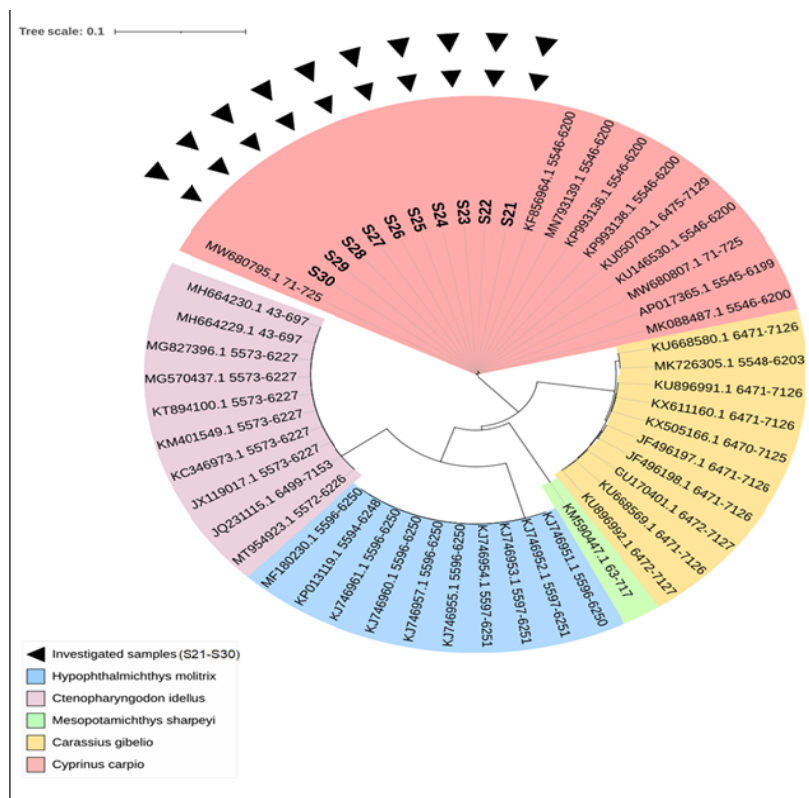 Tree scale: 0.1
MW680795.1 71-725
S30
S29
S28
S27
S26
S25
S24
S23
S22
S21
KF856964.1 5546-6200
MN793139.1 5546-6200
KP993136.1 5546-6200
KP993138.1 5546-6200
KU050703.1 6475-7129
KU146530.1 5546-6200
MW680807.1 71-725
AP017365.1 5545-6199
MK088487.1 5546-6200
KU668580.1 6471-7126
MK726305.1 5548-6203
KU896991.1 6471-7126
KX611160.1 6471-7126
KX505166.1 6470-7125
JF496197.1 6471-7126
JF496198.1 6471-7126
GU170401.1 6472-7127
KU668569.1 6471-7126
KU896992.1 6472-7127
KM590447.1 63-717
KJ746951.1 5596-6250
KJ746952.1 5597-6251
KJ746953.1 5597-6251
KJ746954.1 5597-6251
KJ746955.1 5596-6250
KJ746957.1 5596-6250
KJ746960.1 5596-6250
KJ746961.1 5596-6250
KP013119.1 5594-6248
MF180230.1 5596-6250
MT954923.1 5572-6226
JQ231115.1 6499-7153
JX119017.1 5573-6227
KC346973.1 5573-6227
KM401549.1 5573-6227
KT894100.1 5573-6227
MG570437.1 5573-6227
MG827396.1 5573-6227
MH664229.1 43-697
MH664230.1 43-697
Investigated samples (S21-S30)
Hypophthalmichthys molitrix
Ctenopharyngodon idellus
Mesopotamichthys sharpeyi
Carassius gibelio
Cyprinus carpio